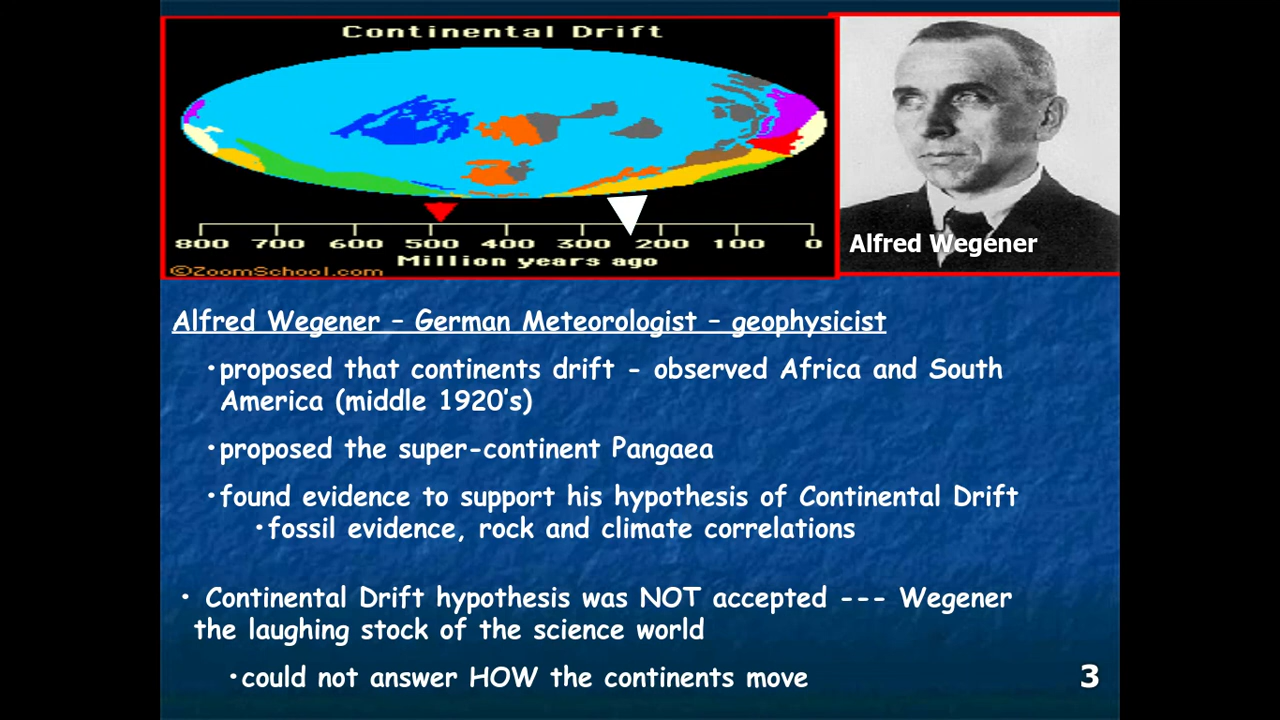 Continental Drift
800 700 600 500 400 300 200 100 0
Million years ago
©ZoomSchool.com
Alfred Wegener
Alfred Wegener – German Meteorologist – geophysicist
•proposed that continents drift - observed Africa and South
America (middle 1920's)
•proposed the super-continent Pangaea
•found evidence to support his hypothesis of Continental Drift
•fossil evidence, rock and climate correlations
• Continental Drift hypothesis was NOT accepted --- Wegener
the laughing stock of the science world
•could not answer HOW the continents move
3